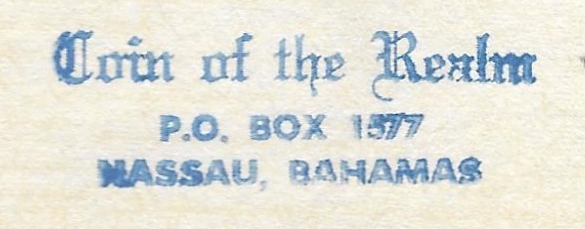 Coin of the Realm
P.O. BOX 1577
NASSAU, BAHAMAS